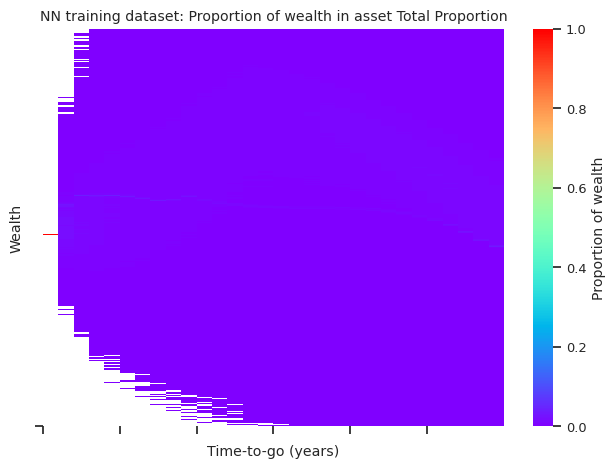 NN training dataset: Proportion of wealth in asset Total Proportion
Wealth
Time-to-go (years)
1.0
0.8
0.6
0.4
0.2
0.0
Proportion of wealth